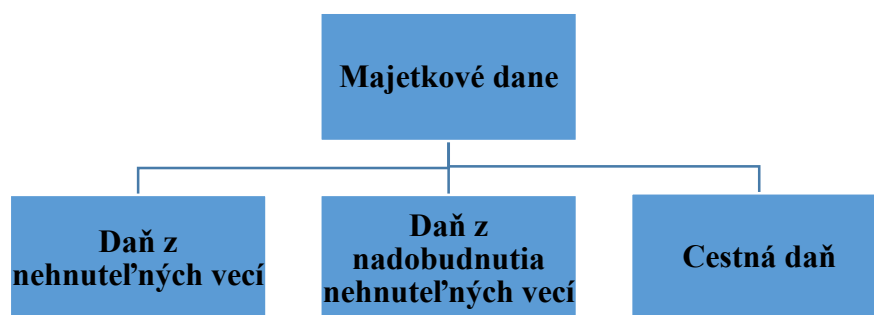 Majetkové dane
Daň z
nehnuteľných vecí
Daň z
nadobudnutia
nehnuteľných vecí
Cestná daň